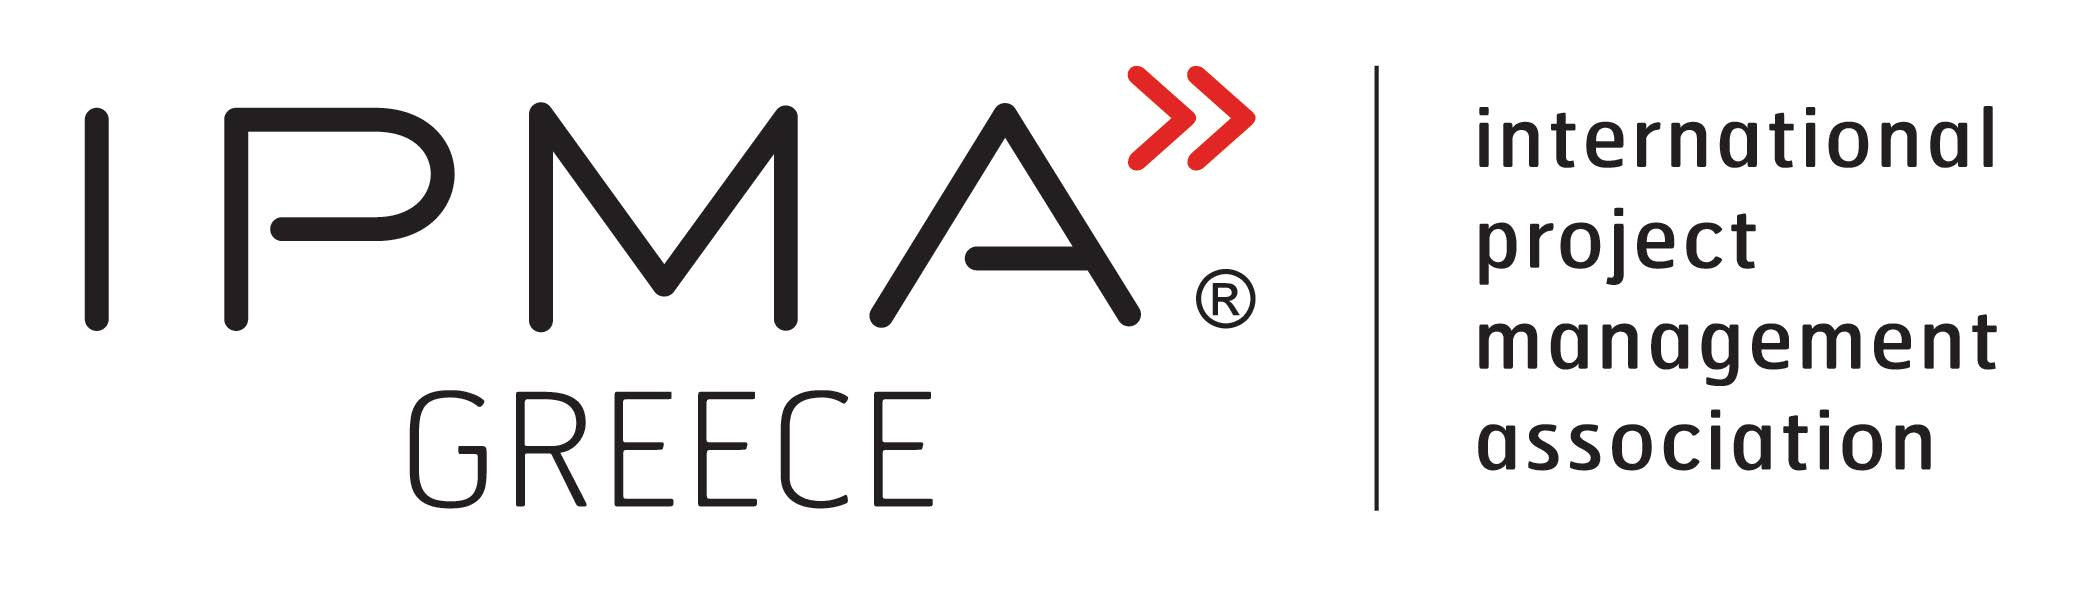 IPMA®
GREECE
international
project
management
association